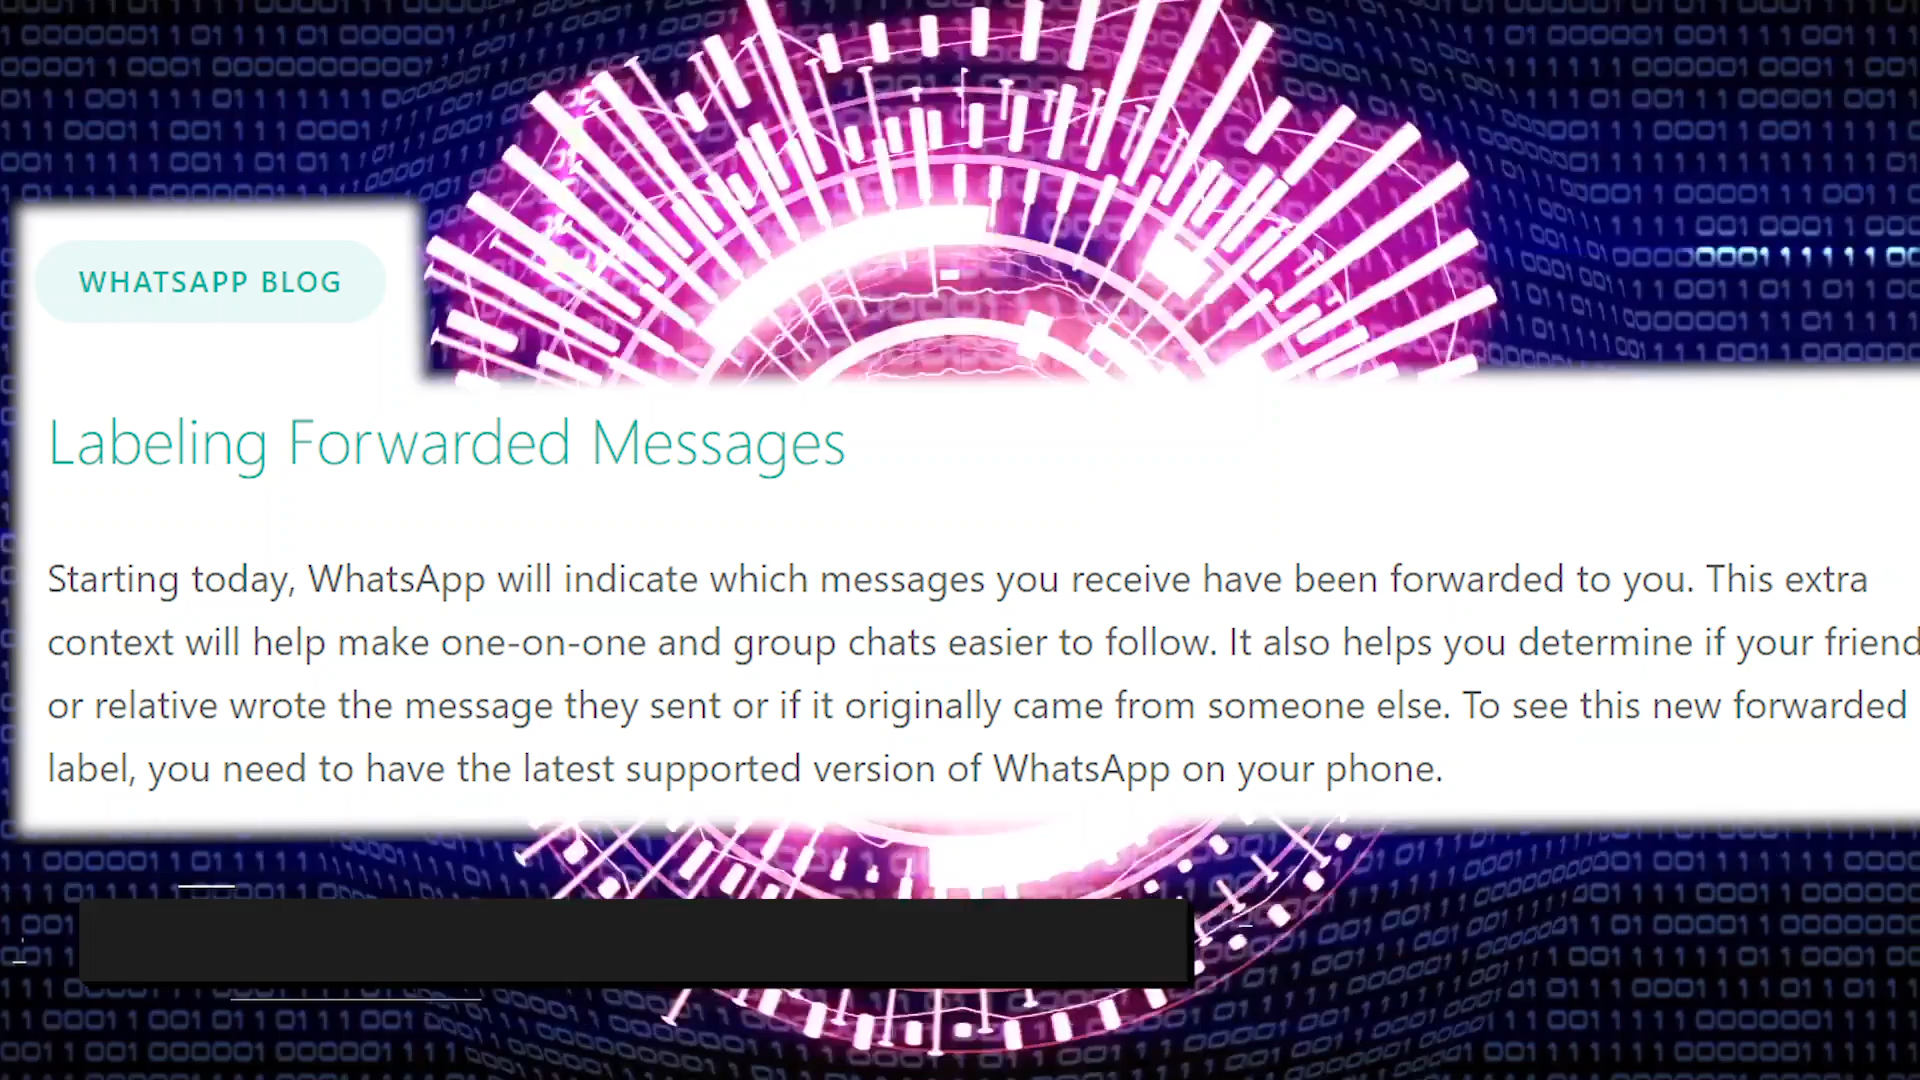 WHATSAPP BLOG
Labeling Forwarded Messages
Starting today, WhatsApp will indicate which messages you receive have been forwarded to you. This extra
context will help make one-on-one and group chats easier to follow. It also helps you determine if your friend
or relative wrote the message they sent or if it originally came from someone else. To see this new forwarded
label, you need to have the latest supported version of WhatsApp on your phone.